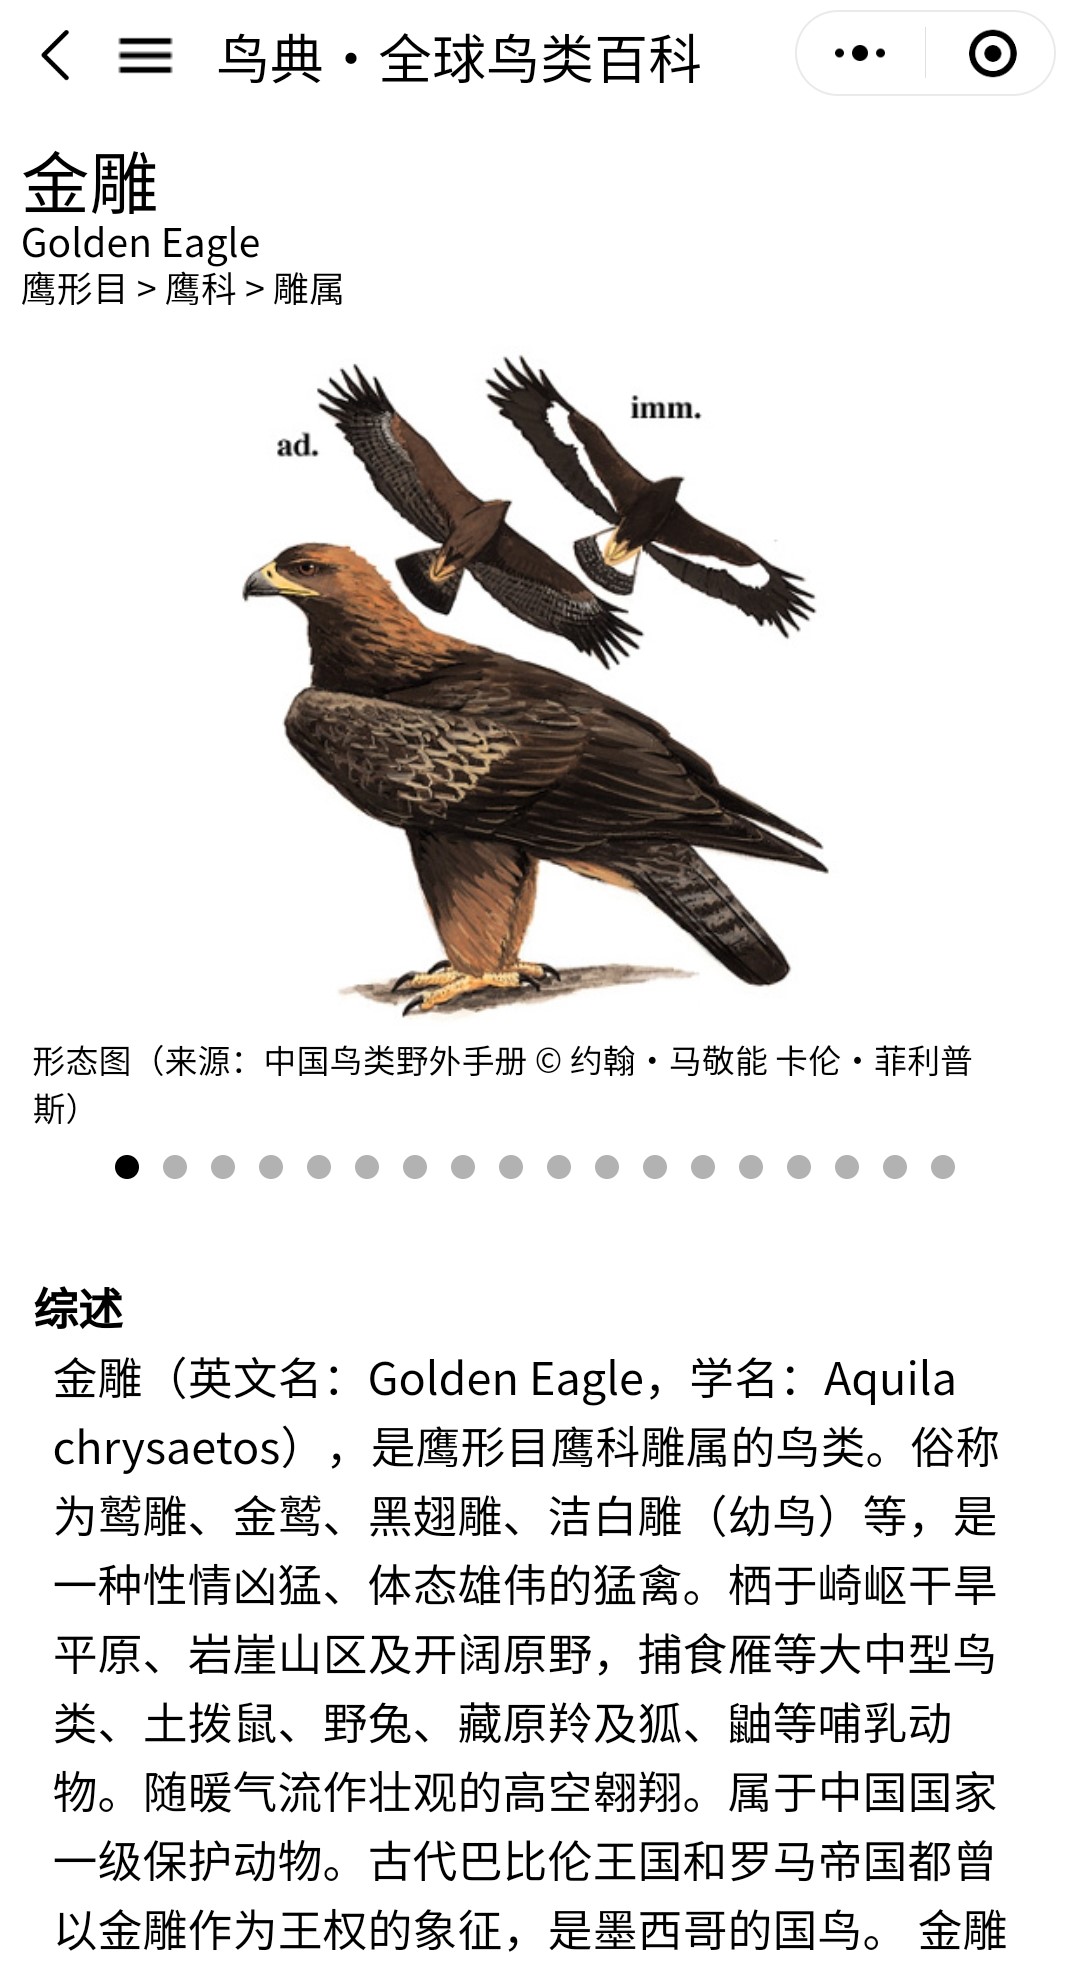 鸟典·全球鸟类百科
金雕
Golden Eagle
鹰形目 > 鹰科 > 雕属
imm.
ad.
形态图（来源：中国鸟类野外手册 © 约翰·马敬能 卡伦·菲利普
斯）
综述
金雕（英文名：Golden Eagle，学名：Aquila
chrysaetos），是鹰形目鹰科雕属的鸟类。俗称
为鹫雕、金鹫、黑翅雕、洁白雕（幼鸟）等，是
一种性情凶猛、体态雄伟的猛禽。栖于崎岖干旱
平原、岩崖山区及开阔原野，捕食雁等大中型鸟
类、土拨鼠、野兔、藏原羚及狐、鼬等哺乳动
物。随暖气流作壮观的高空翱翔。属于中国国家
一级保护动物。古代巴比伦王国和罗马帝国都曾
以金雕作为王权的象征，是墨西哥的国鸟。 金雕